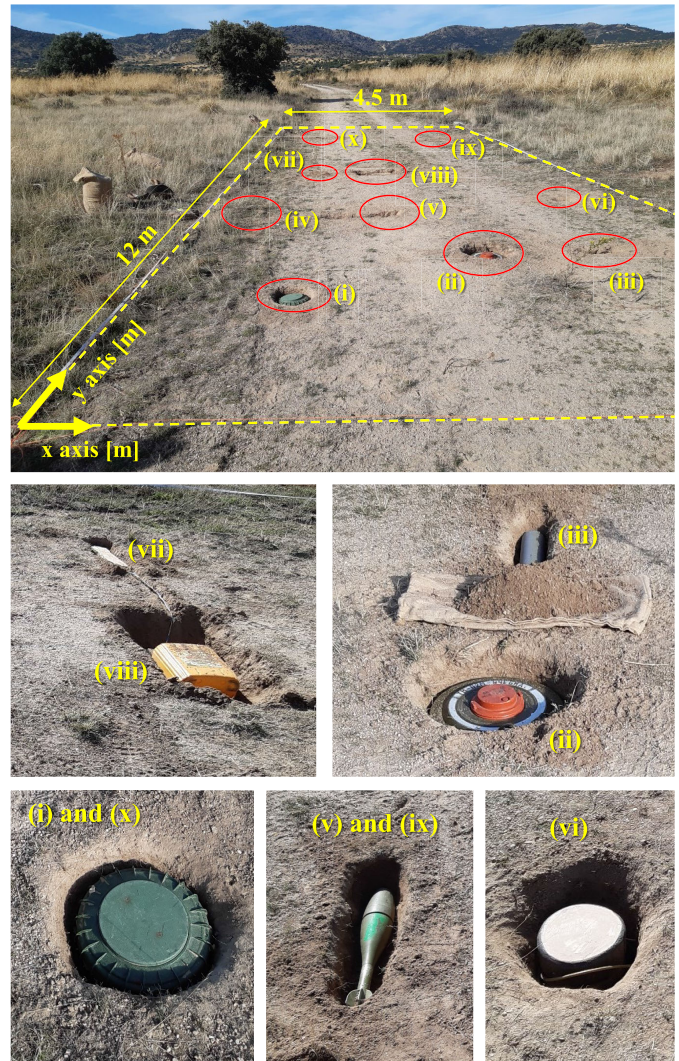 4.5 m
(x)
(ix)
(vii)
(viii)
(vi)
(iv)
(v)
12 m
(ii)
(iii)
(i)
y axis [m]
x axis [m]
(vii)
(viii)
(iii)
(ii)
(i) and (x)
(v) and (ix)
(vi)